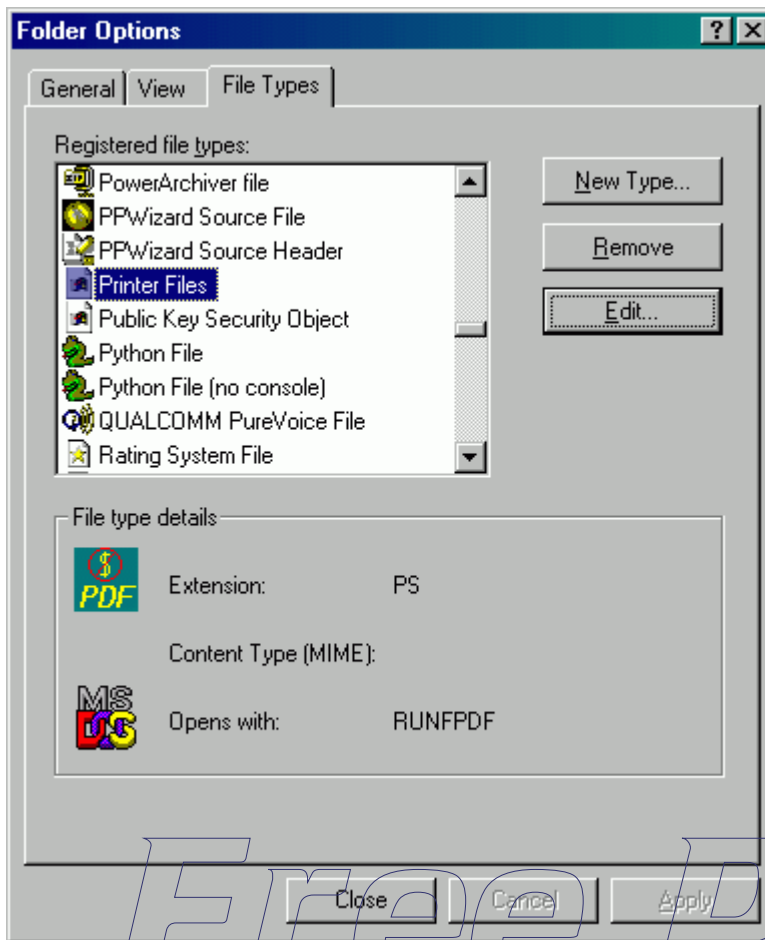 Folder Options
General View File Types
Registered file types:
PowerArchiver file
PPWizard Source File
PPWizard Source Header
Printer Files
Public Key Security Object
Python File
Python File (no console)
QUALCOMM PureVoice File
Rating System File
New Type...
Remove
Edit...
File type details
$
PDF
Extension: PS
Content Type (MIME):
MS
DOS
Opens with: RUNFPDF
Close Cancel Apply
Free